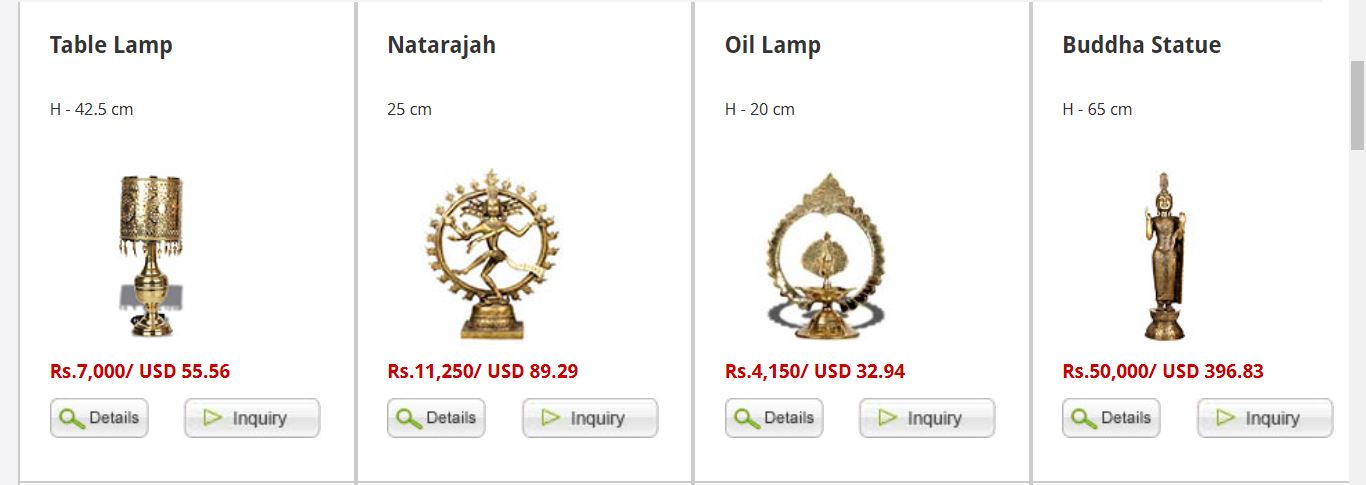 Table Lamp
H - 42.5 cm
Rs.7,000/ USD 55.56
Details
Inquiry
Natarajah
25 cm
Rs.11,250/ USD 89.29
Details
Inquiry
Oil Lamp
H - 20 cm
Rs.4,150/ USD 32.94
Details
Inquiry
Buddha Statue
H - 65 cm
Rs.50,000/ USD 396.83
Details
Inquiry